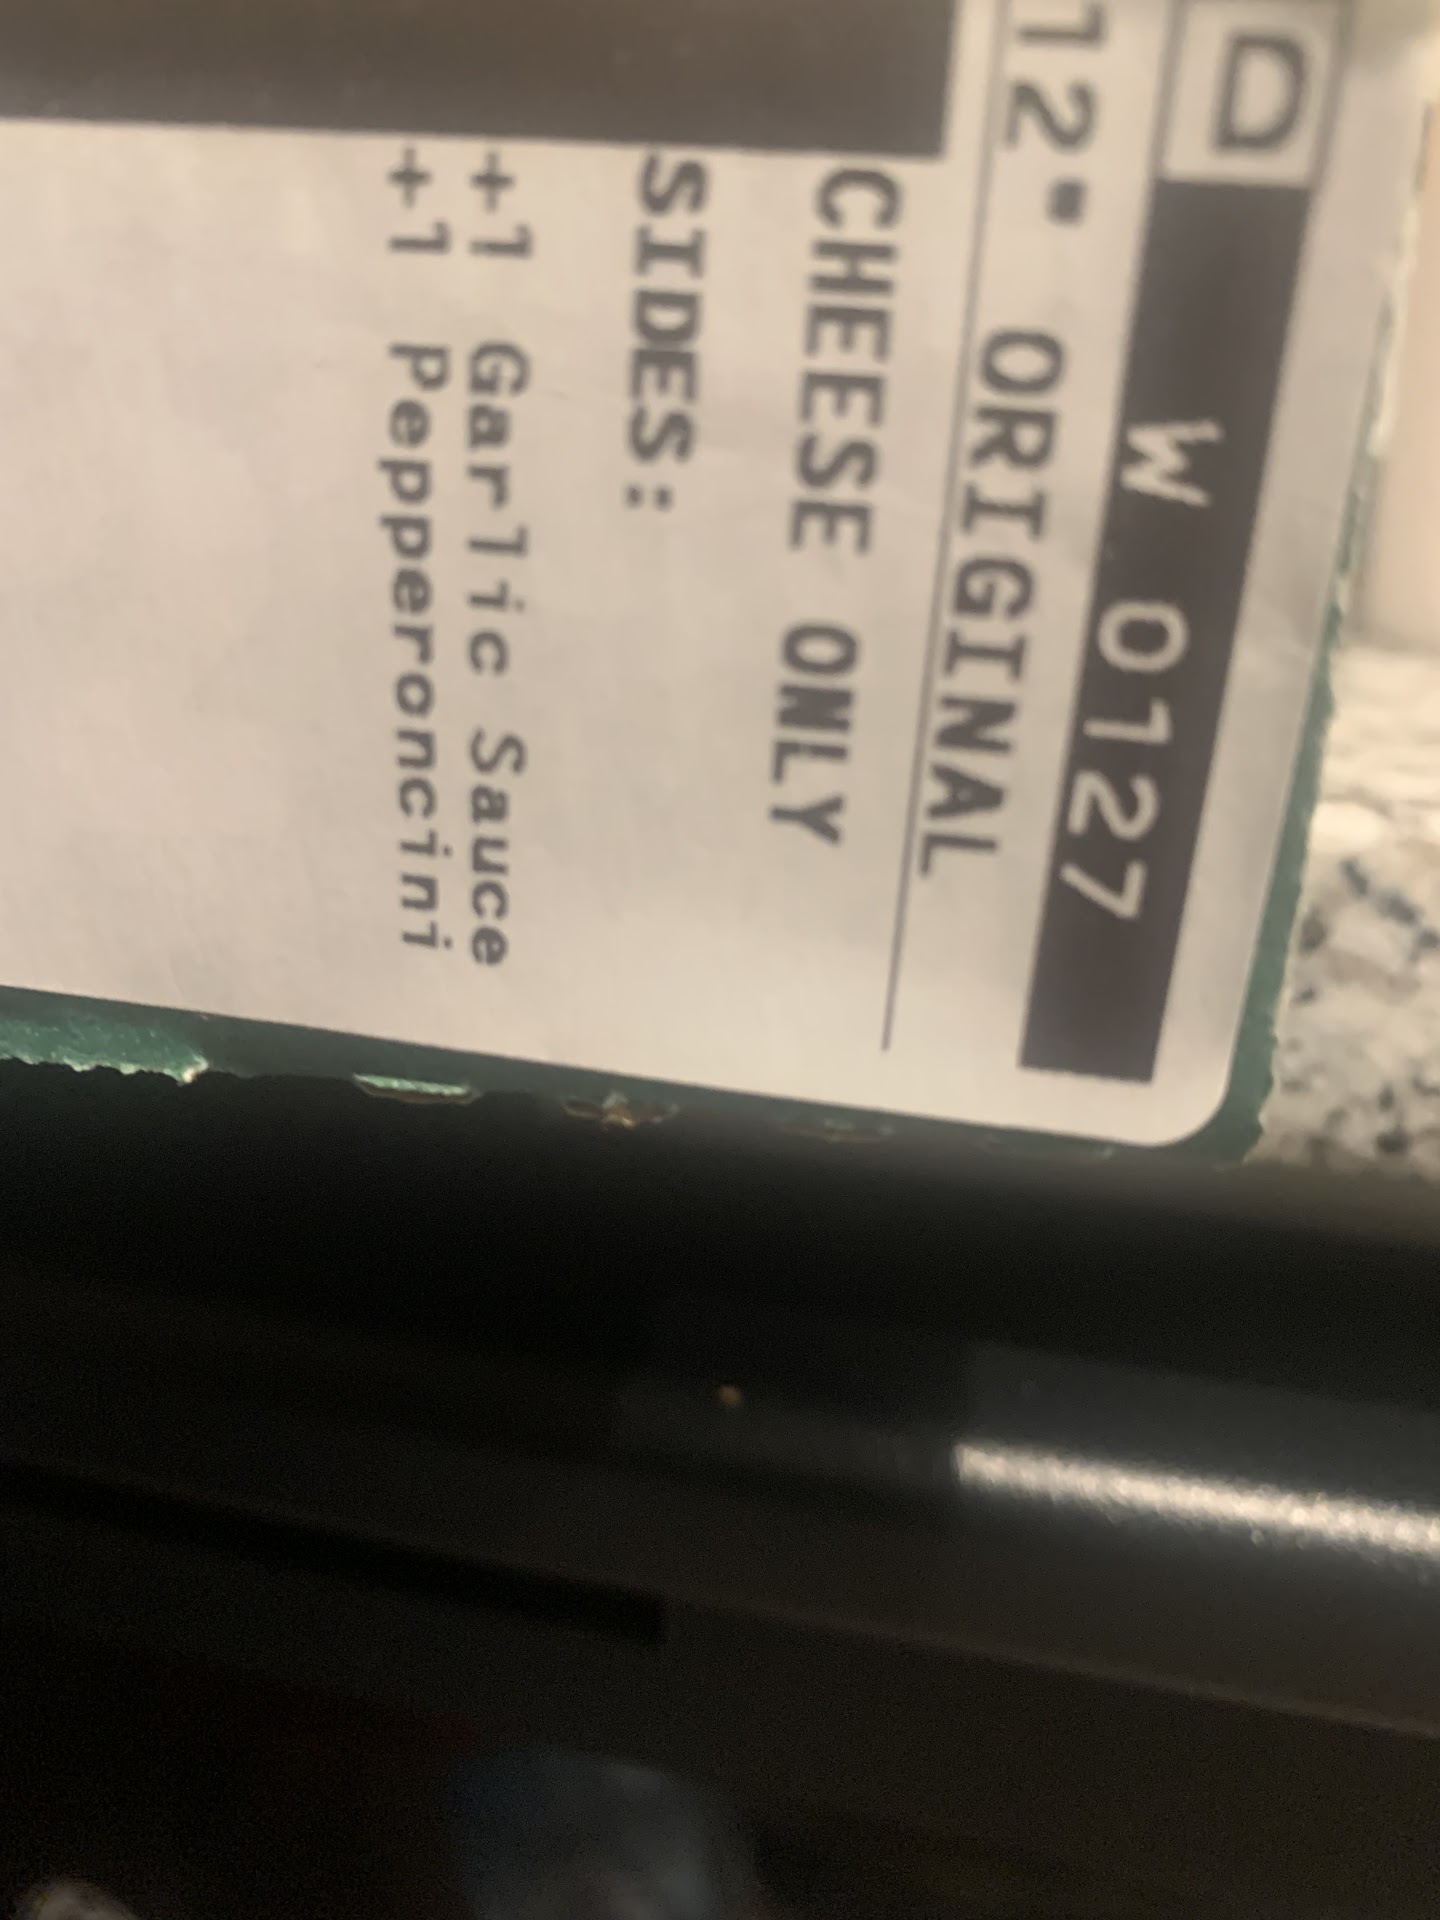 D W 0127
12" ORIGINAL
CHEESE ONLY
SIDES:
+1 Garlic Sauce
+1 Pepperoncini